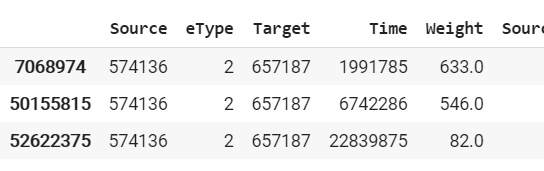 Source eType Target Time Weight Sourc
7068974 574136 2 657187 1991785 633.0
50155815 574136 2 657187 6742286 546.0
52622375 574136 2 657187 22839875 82.0